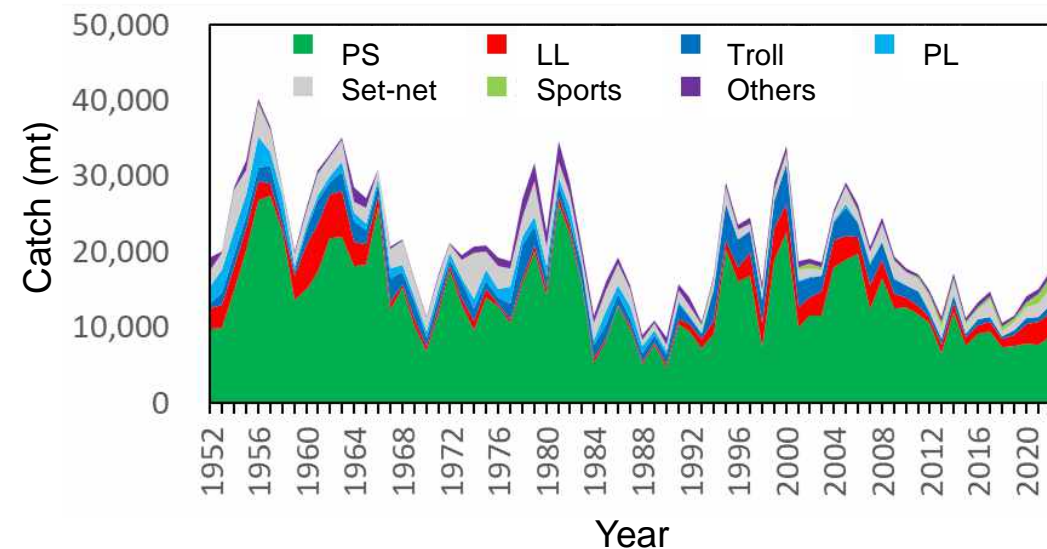 50,000
40,000
30,000
20,000
10,000
0
Catch (mt)
PS LL Troll PL
Set-net Sports Others
1952 1956 1960 1964 1968 1972 1976 1980 1984 1988 1992 1996 2000 2004 2008 2012 2016 2020
Year